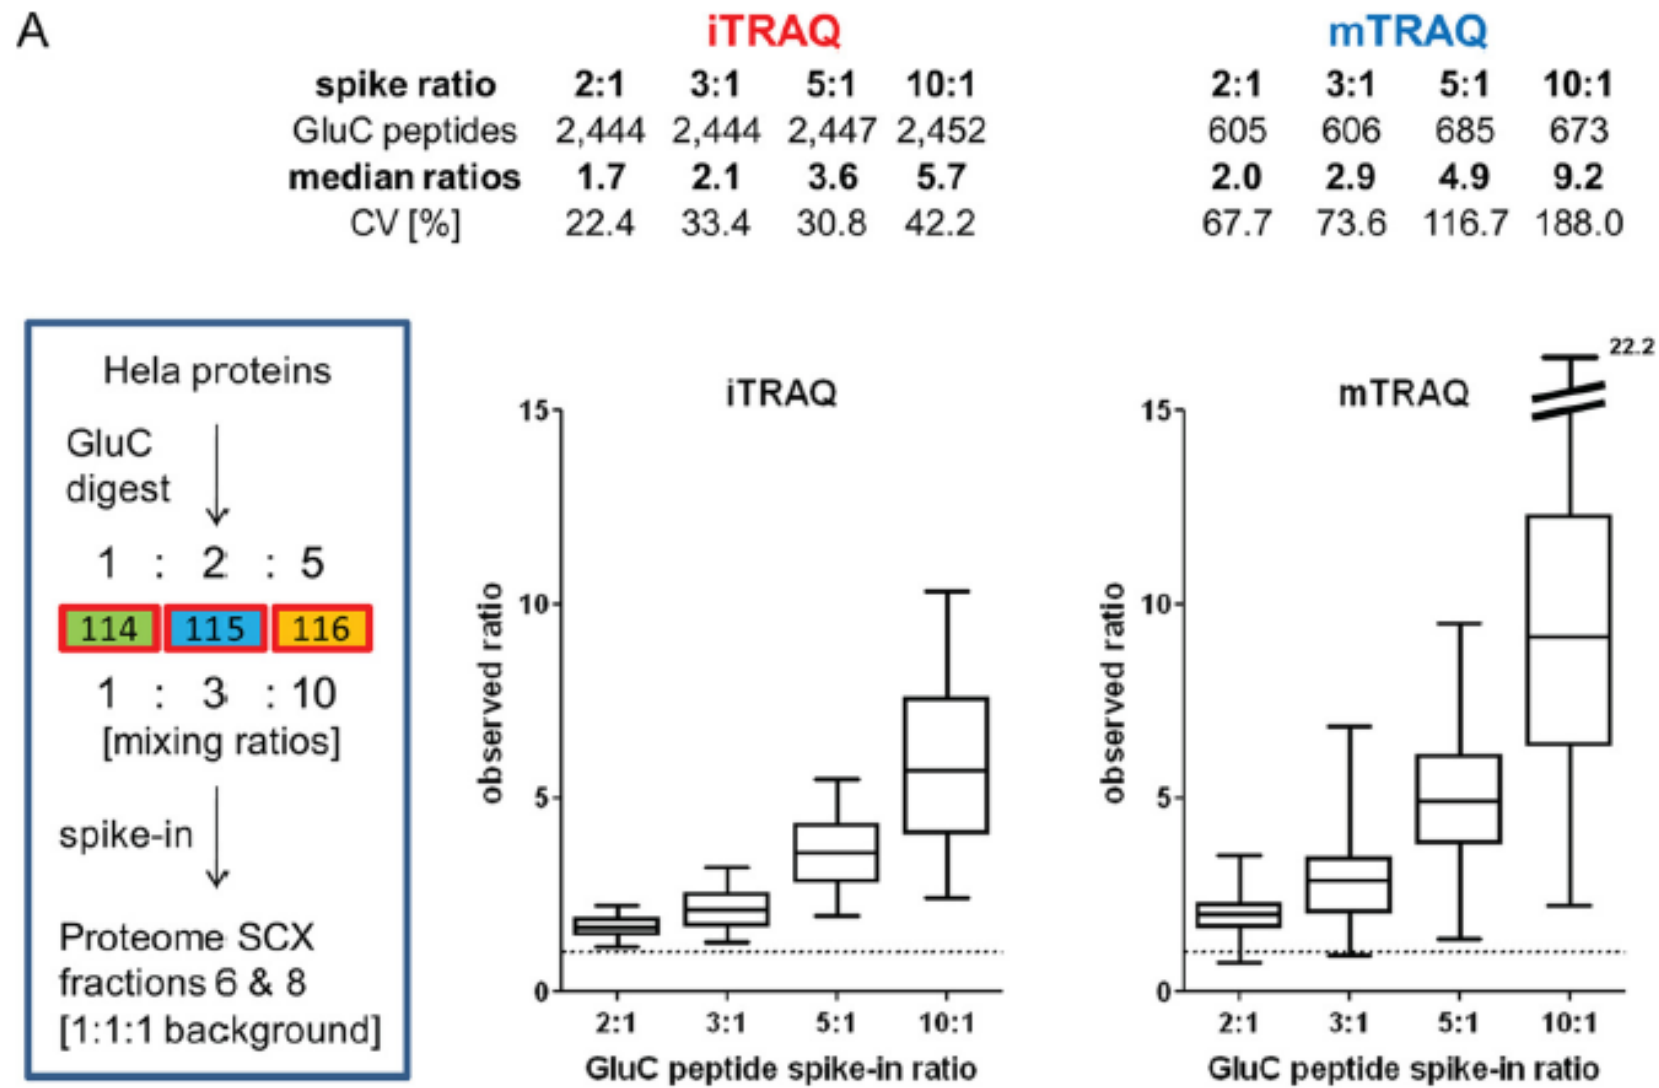 A
iTRAQ mTRAQ
spike ratio 2:1 3:1 5:1 10:1 2:1 3:1 5:1 10:1
GluC peptides 2,444 2,444 2,447 2,452 605 606 685 673
median ratios 1.7 2.1 3.6 5.7 2.0 2.9 4.9 9.2
CV [%] 22.4 33.4 30.8 42.2 67.7 73.6 116.7 188.0
Hela proteins
GluC
digest
1 : 2 : 5
114 115 116
1 : 3 : 10
[mixing ratios]
spike-in
Proteome SCX
fractions 6 & 8
[1:1:1 background]
iTRAQ
observed ratio
15
10
5
0
2:1 3:1 5:1 10:1
GluC peptide spike-in ratio
mTRAQ
22.2
observed ratio
15
10
5
0
2:1 3:1 5:1 10:1
GluC peptide spike-in ratio